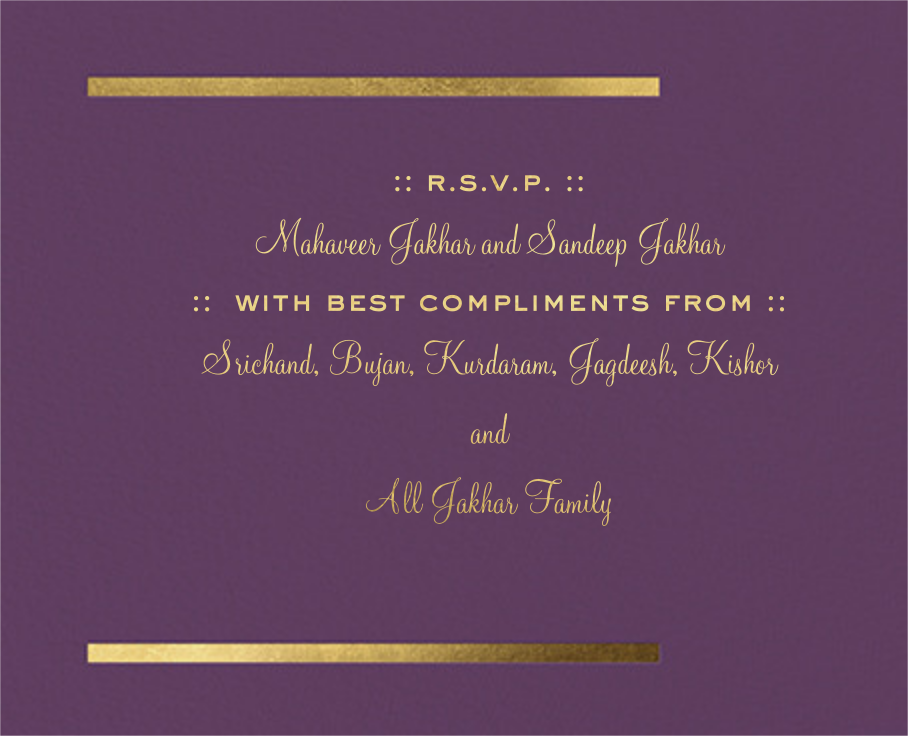 :: R.S.V.P. ::
Mahaveer Jakhar and Sandeep Jakhar
:: WITH BEST COMPLIMENTS FROM ::
Srichand, Bujan, Kurdaram, Jagdeesh, Kishor
and
All Jakhar Family